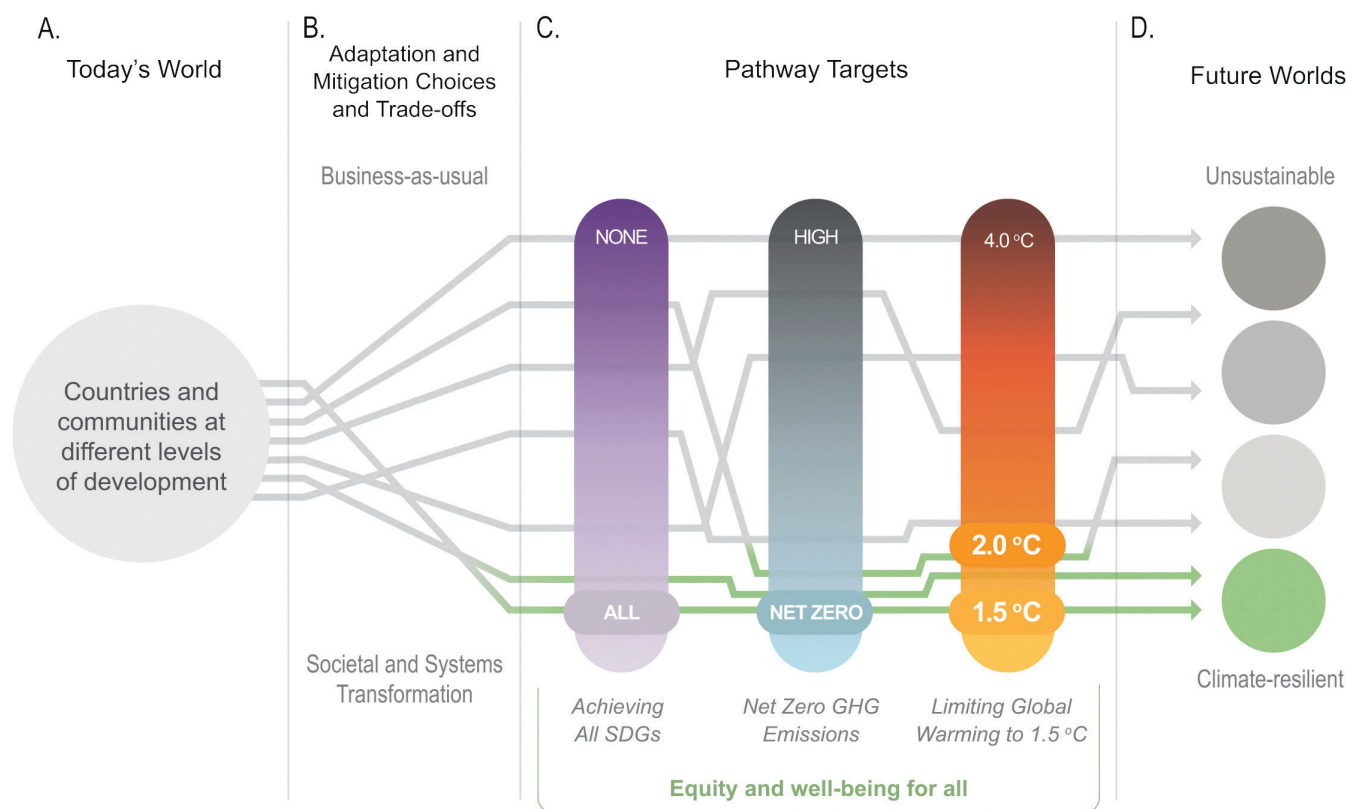 A.
Today's World
Countries and
communities at
different levels
of development
B.
Adaptation and
Mitigation Choices
and Trade-offs
Business-as-usual
Societal and Systems
Transformation
C.
Pathway Targets
NONE
ALL
Achieving
All SDGs
HIGH
NET ZERO
Net Zero GHG
Emissions
4.0 °C
2.0 °C
1.5 °C
Limiting Global
Warming to 1.5 °C
Equity and well-being for all
D.
Future Worlds
Unsustainable
Climate-resilient